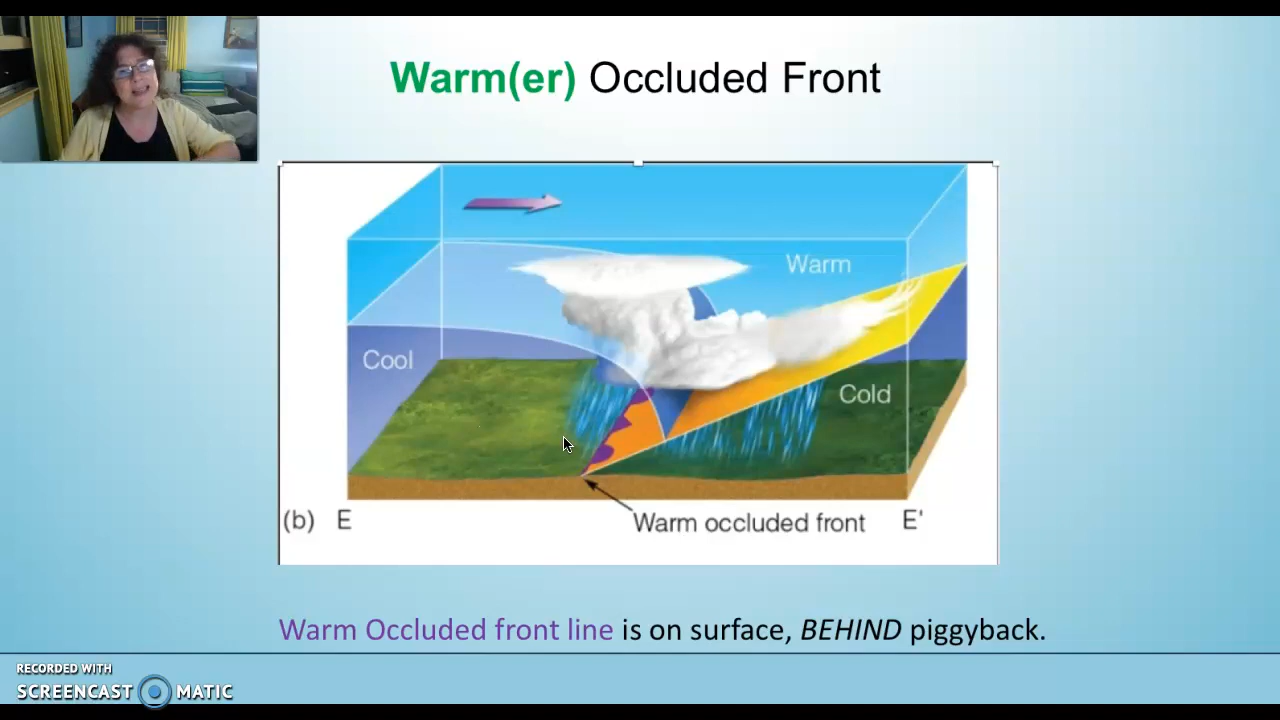 Warm(er) Occluded Front
Warm
Cool
Cold
(b) E
Warm occluded front
E'
Warm Occluded front line is on surface, BEHIND piggyback.
RECORDED WITH
SCREENCAST MATIC